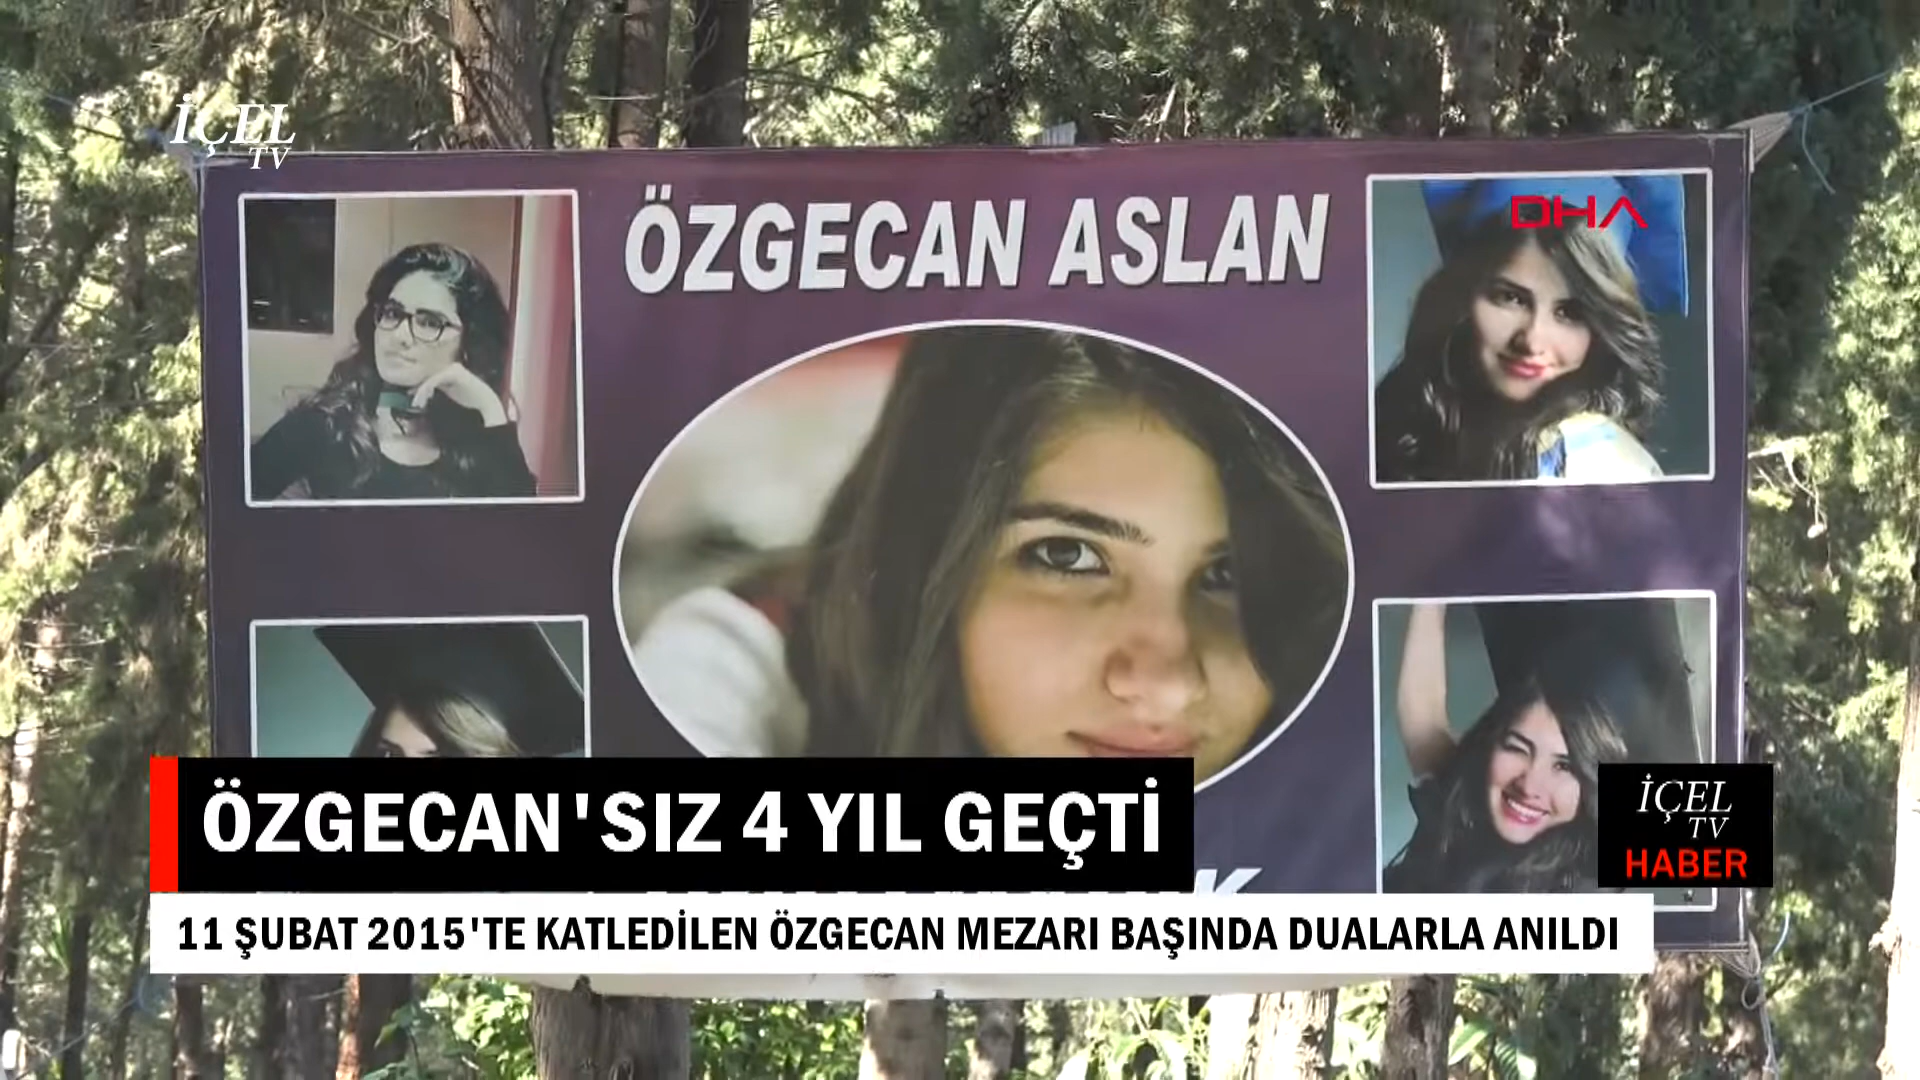 İÇEL
TV
ÖZGECAN ASLAN
DHA
ÖZGECAN'SIZ 4 YIL GEÇTİ
İÇEL
TV
HABER
11 ŞUBAT 2015'TE KATLEDİLEN ÖZGECAN MEZARI BAŞINDA DUALARLA ANILDI